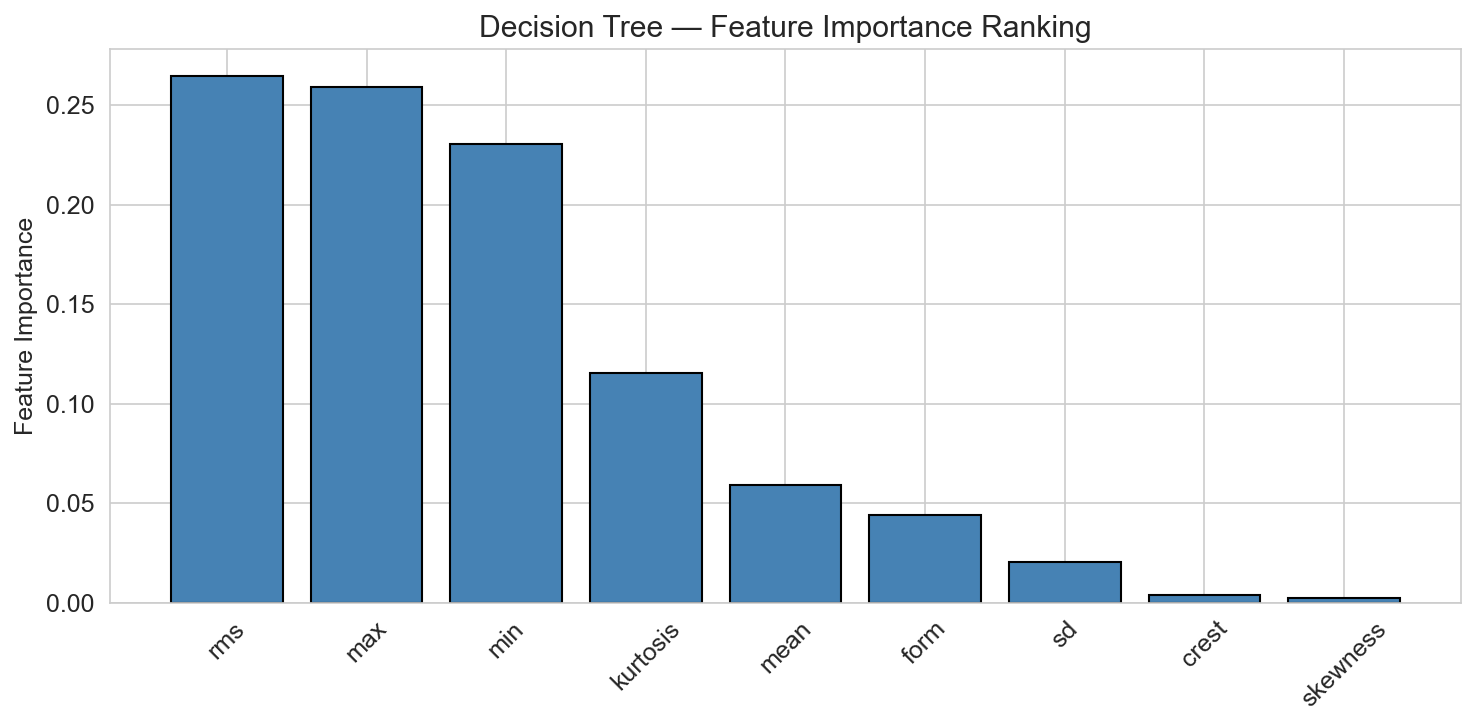 Decision Tree — Feature Importance Ranking
Feature Importance
0.25
0.20
0.15
0.10
0.05
0.00
rms
max
min
kurtosis
mean
form
sd
crest
skewness